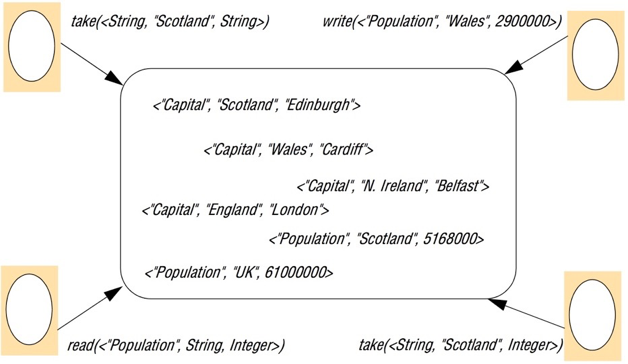 take(<String, "Scotland", String>)
write(<"Population", "Wales", 2900000>)
<"Capital", "Scotland", "Edinburgh">
<"Capital", "Wales", "Cardiff">
<"Capital", "N. Ireland", "Belfast">
<"Capital", "England", "London">
<"Population", "Scotland", 5168000>
<"Population", "UK", 61000000>
read(<"Population", String, Integer>)
take(<String, "Scotland", Integer>)